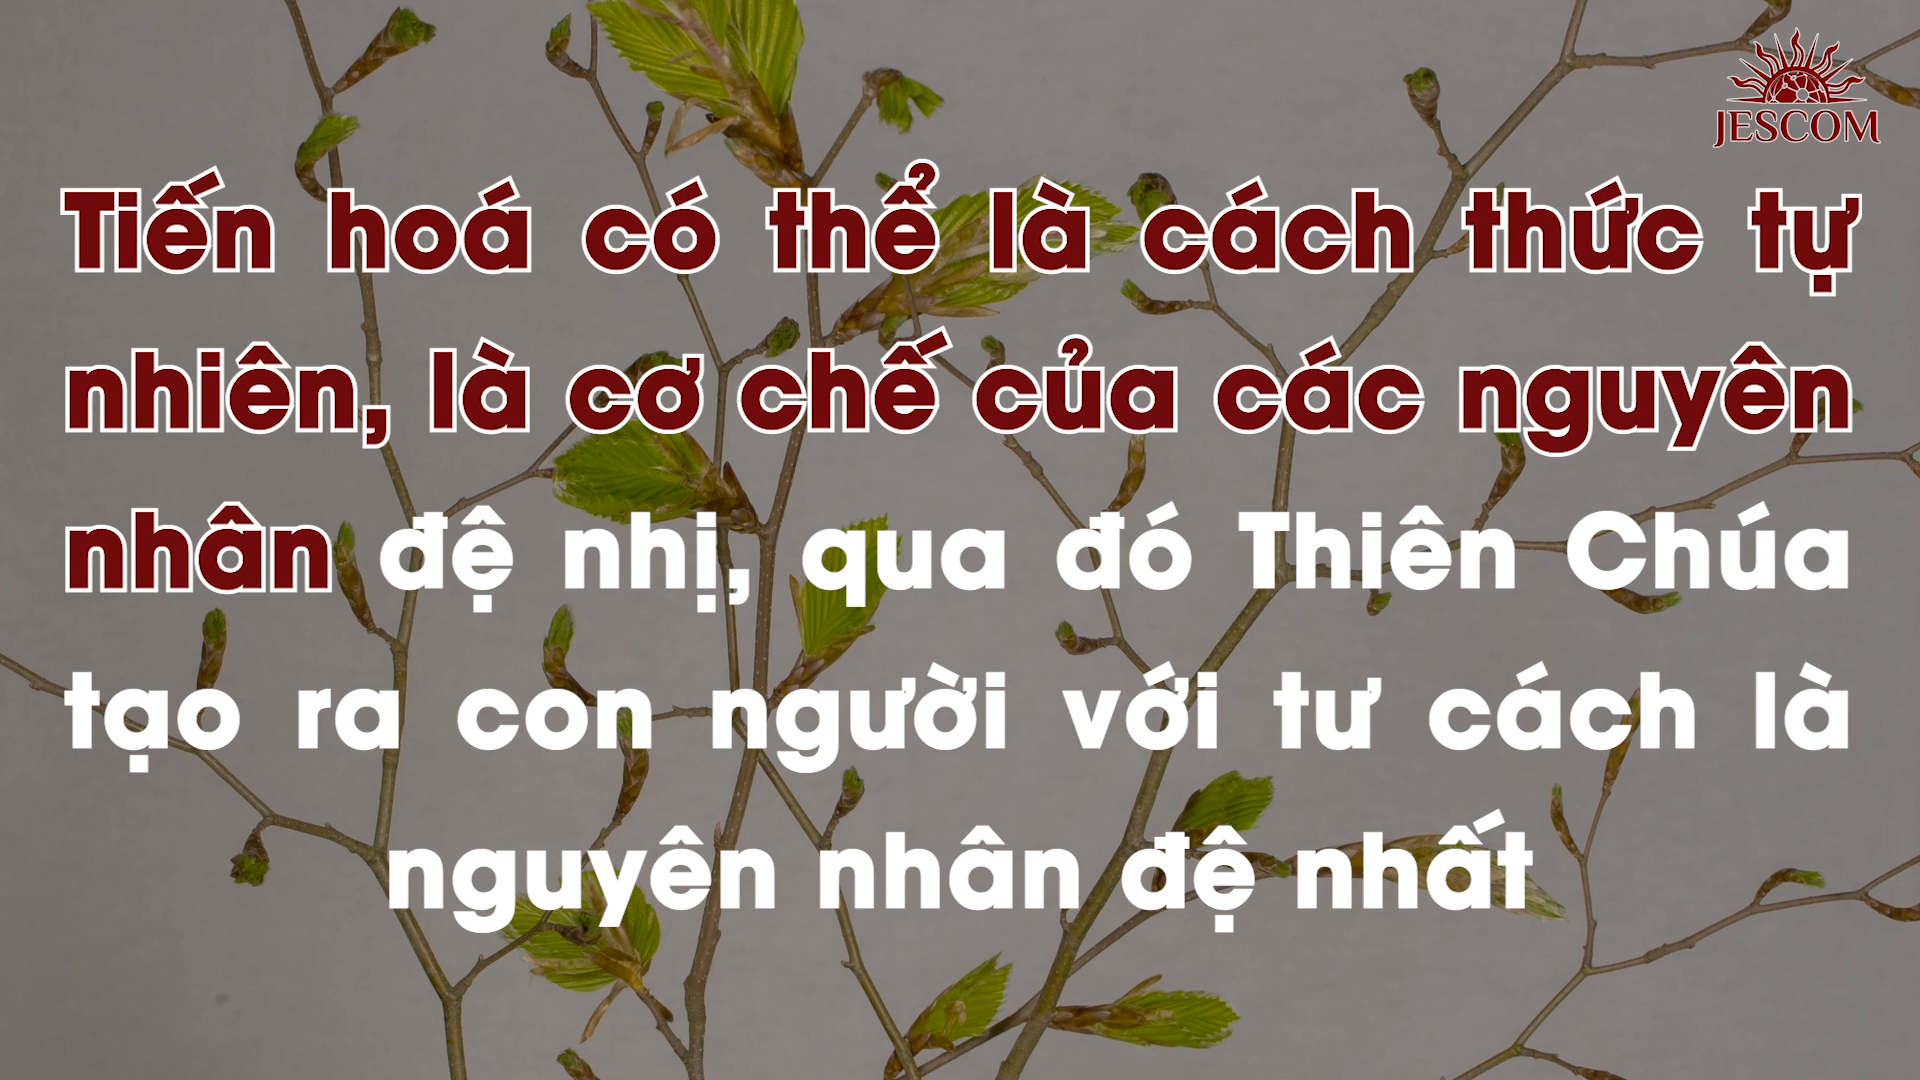 JESCOM
Tiến hoá có thể là cách thức tự
nhiên, là cơ chế của các nguyên
nhân đệ nhị, qua đó Thiên Chúa
tạo ra con người với tư cách là
nguyên nhân đệ nhất